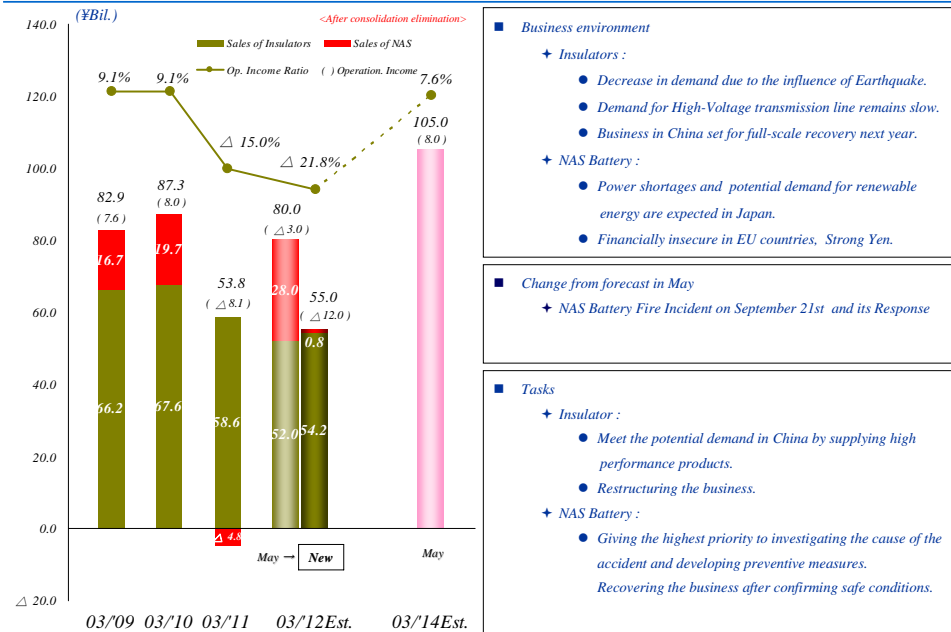 (¥Bil.)
<After consolidation elimination>
Sales of Insulators
Sales of NAS
Op. Income Ratio
( ) Operation. Income
140.0
120.0
100.0
80.0
60.0
40.0
20.0
0.0
△ 20.0
9.1%
9.1%
△ 15.0%
△ 21.8%
7.6%
82.9
( 7.6 )
16.7
66.2
87.3
( 8.0 )
19.7
67.6
53.8
( △8.1 )
58.6
△ 4.8
80.0
( △3.0 )
28.0
52.0
55.0
( △12.0 )
0.8
54.2
105.0
( 8.0 )
May → New
May
03/'09 03/'10 03/'11 03/'12Est. 03/'14Est.
■ Business environment
✦ Insulators :
● Decrease in demand due to the influence of Earthquake.
● Demand for High-Voltage transmission line remains slow.
● Business in China set for full-scale recovery next year.
✦ NAS Battery :
● Power shortages and potential demand for renewable
energy are expected in Japan.
● Financially insecure in EU countries, Strong Yen.
■ Change from forecast in May
✦ NAS Battery Fire Incident on September 21st and its Response
■ Tasks
✦ Insulator :
● Meet the potential demand in China by supplying high
performance products.
● Restructuring the business.
✦ NAS Battery :
● Giving the highest priority to investigating the cause of the
accident and developing preventive measures.
Recovering the business after confirming safe conditions.